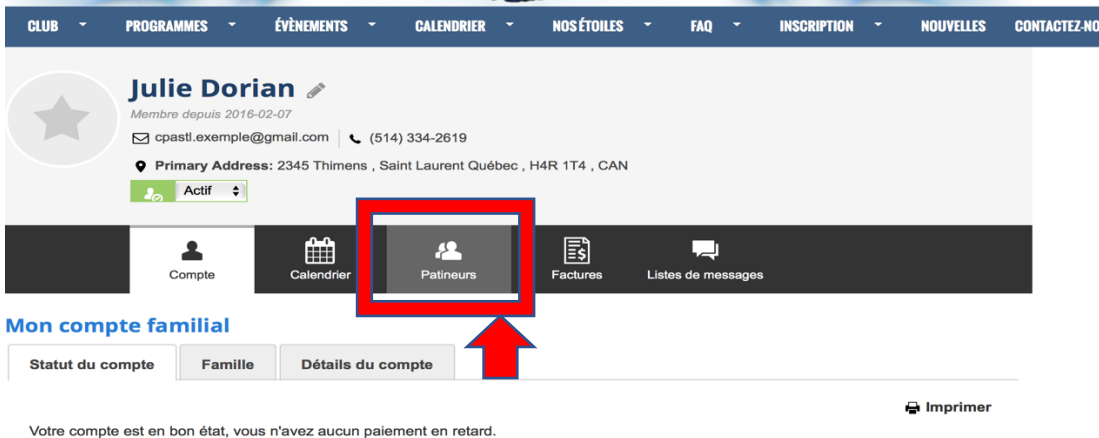 CLUB PROGRAMMES ÉVÈNEMENTS CALENDRIER NOS ÉTOILES FAQ INSCRIPTION NOUVELLES CONTACTEZ-NO
Julie Dorian
Membre depuis 2016-02-07
cpastl.exemple@gmail.com (514) 334-2619
Primary Address: 2345 Thimens , Saint Laurent Québec , H4R 1T4 , CAN
Actif
Compte Calendrier Patineurs Factures Listes de messages
Mon compte familial
Statut du compte Famille Détails du compte
Imprimer
Votre compte est en bon état, vous n'avez aucun paiement en retard.